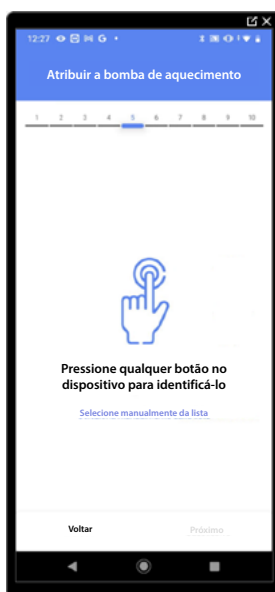 12:27
Atribuir a bomba de aquecimento
1 2 3 4 5 6 7 8 9 10
Pressione qualquer botão no
dispositivo para identificá-lo
Selecione manualmente da lista
Voltar Próximo